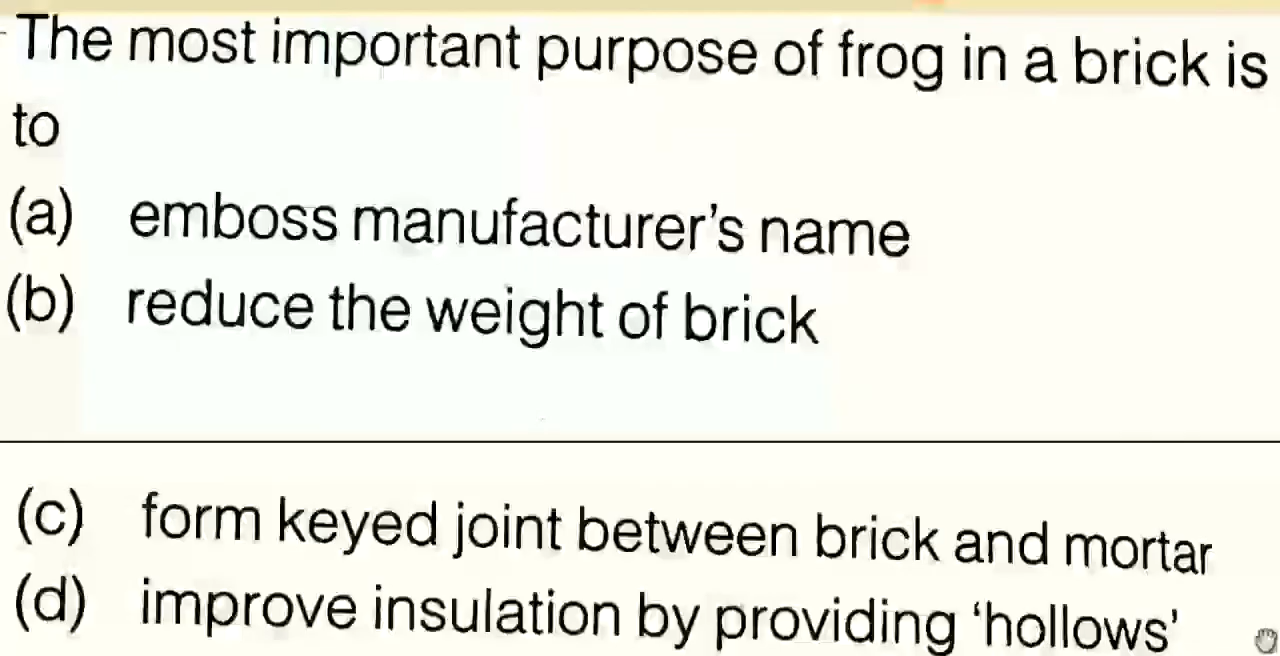 The most important purpose of frog in a brick is
to
(a) emboss manufacturer's name
(b) reduce the weight of brick
(c) form keyed joint between brick and mortar
(d) improve insulation by providing ‘hollows’